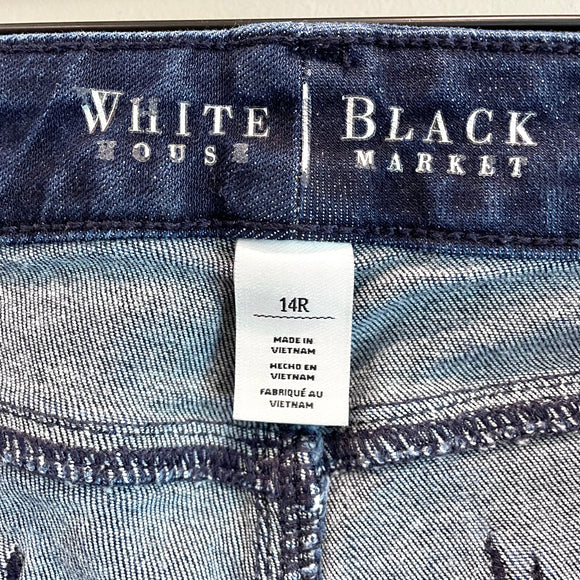 WHITE BLACK
HOUSE MARKET
14R
MADE IN
VIETNAM
HECHO EN
VIETNAM
FABRIQUÉ AU
VIETNAM